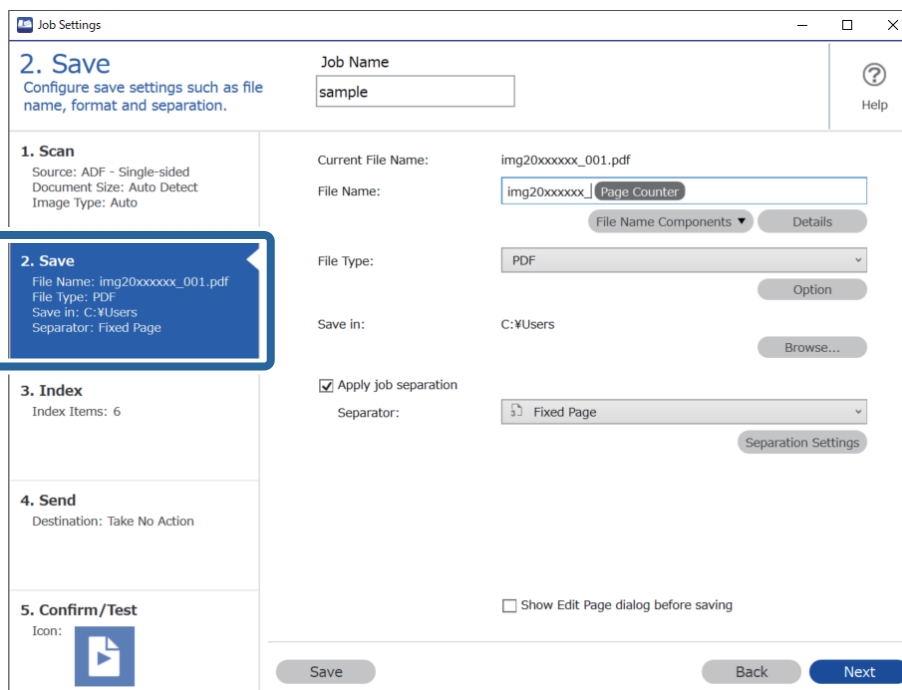 Job Settings
2. Save
Configure save settings such as file
name, format and separation.
Job Name
sample
?
Help
1. Scan
Source: ADF - Single-sided
Document Size: Auto Detect
Image Type: Auto
2. Save
File Name: img20xxxxxx_001.pdf
File Type: PDF
Save in: C:¥Users
Separator: Fixed Page
3. Index
Index Items: 6
4. Send
Destination: Take No Action
5. Confirm/Test
Icon:
Current File Name: img20xxxxxx_001.pdf
File Name: img20xxxxxx_ Page Counter
File Name Components ▼ Details
File Type: PDF
Option
Save in: C:¥Users
Browse...
Apply job separation
Separator: Fixed Page
Separation Settings
Show Edit Page dialog before saving
Save Back Next